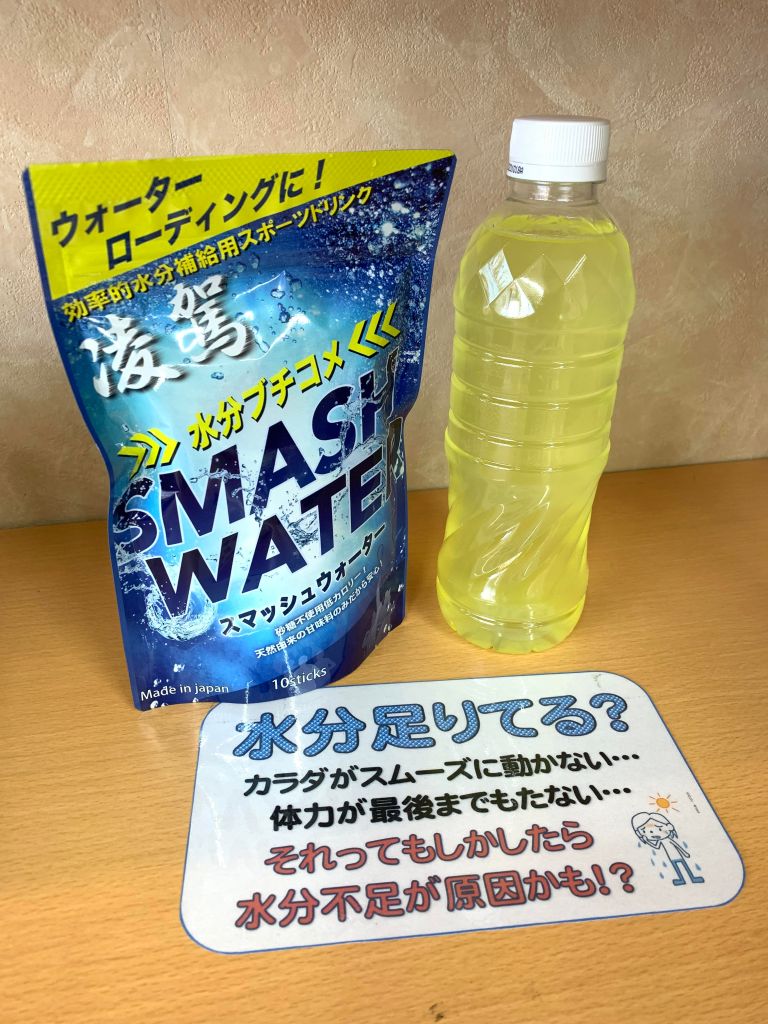 ウォーター
ローディングに！
効率的水分補給用スポーツドリンク
凌駕
水分プチコメ
SMASH
WATER
スマッシュウォーター
砂糖不使用低カロリー！
天然由来の甘味料のみだから安心！
Made in japan
10sticks
水分足りてる?
カラダがスムーズに動かない…
体力が最後までもたない…
それってもしかしたら
水分不足が原因かも!?